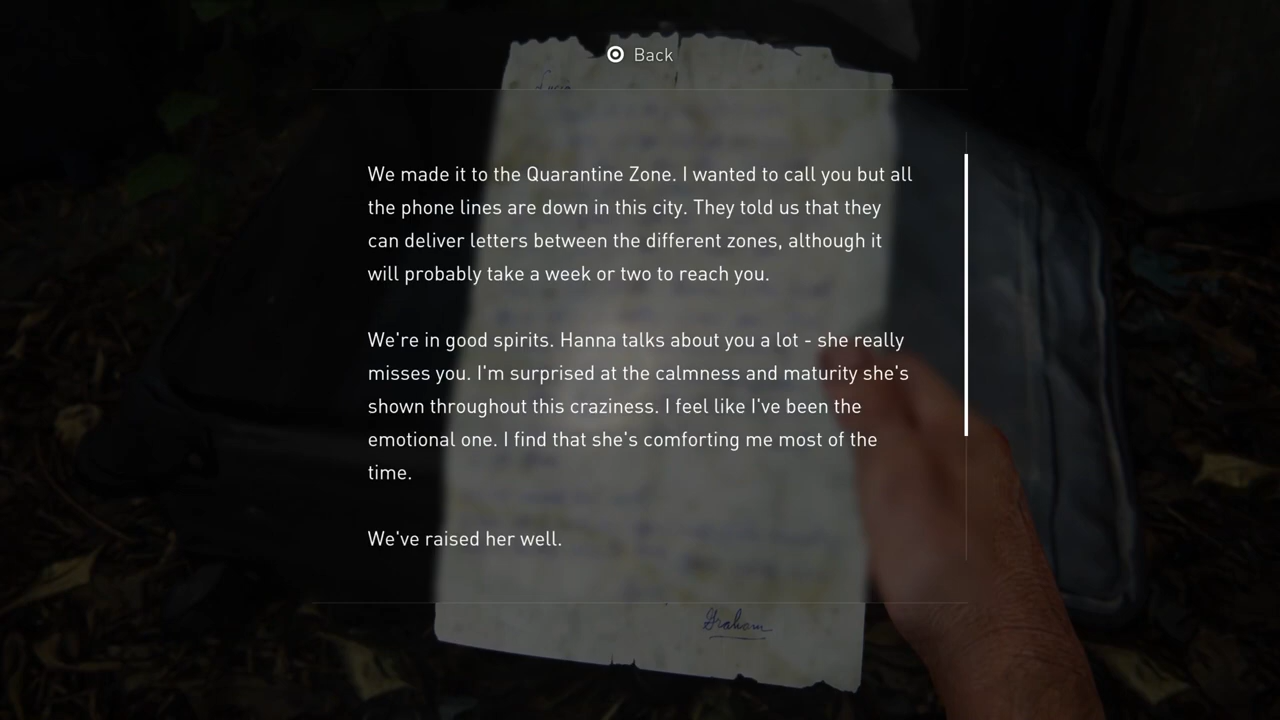 Back
We made it to the Quarantine Zone. I wanted to call you but all
the phone lines are down in this city. They told us that they
can deliver letters between the different zones, although it
will probably take a week or two to reach you.
We're in good spirits. Hanna talks about you a lot - she really
misses you. I'm surprised at the calmness and maturity she's
shown throughout this craziness. I feel like I've been the
emotional one. I find that she's comforting me most of the
time.
We've raised her well.
Graham